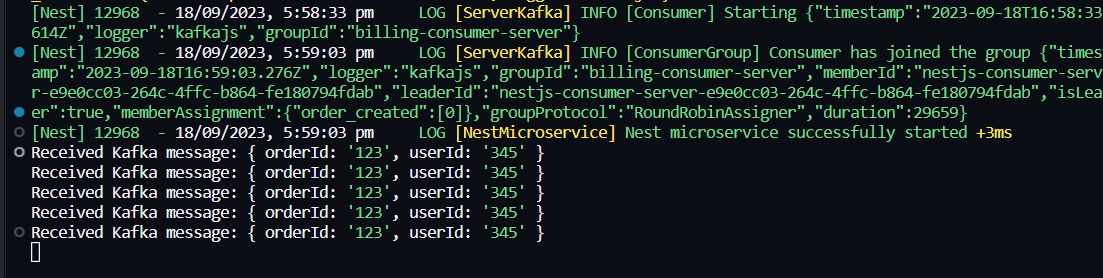 [Nest] 12968  - 18/09/2023, 5:58:33 pm     LOG [ServerKafka] INFO [Consumer] Starting {"timestamp":"2023-09-18T16:58:33
614Z","logger":"kafkajs","groupId":"billing-consumer-server"}
[Nest] 12968  - 18/09/2023, 5:59:03 pm     LOG [ServerKafka] INFO [ConsumerGroup] Consumer has joined the group {"timest
amp":"2023-09-18T16:59:03.276Z","logger":"kafkajs","groupId":"billing-consumer-server","memberId":"nestjs-consumer-serve
r-e9e0cc03-264c-4ffc-b864-fe180794fdab","leaderId":"nestjs-consumer-server-e9e0cc03-264c-4ffc-b864-fe180794fdab","isLea
er":true,"memberAssignment":{"order_created":[0]},"groupProtocol":"RoundRobinAssigner","duration":29659}
[Nest] 12968  - 18/09/2023, 5:59:03 pm     LOG [NestMicroservice] Nest microservice successfully started +3ms
Received Kafka message: { orderId: '123', userId: '345' }
Received Kafka message: { orderId: '123', userId: '345' }
Received Kafka message: { orderId: '123', userId: '345' }
Received Kafka message: { orderId: '123', userId: '345' }
Received Kafka message: { orderId: '123', userId: '345' }